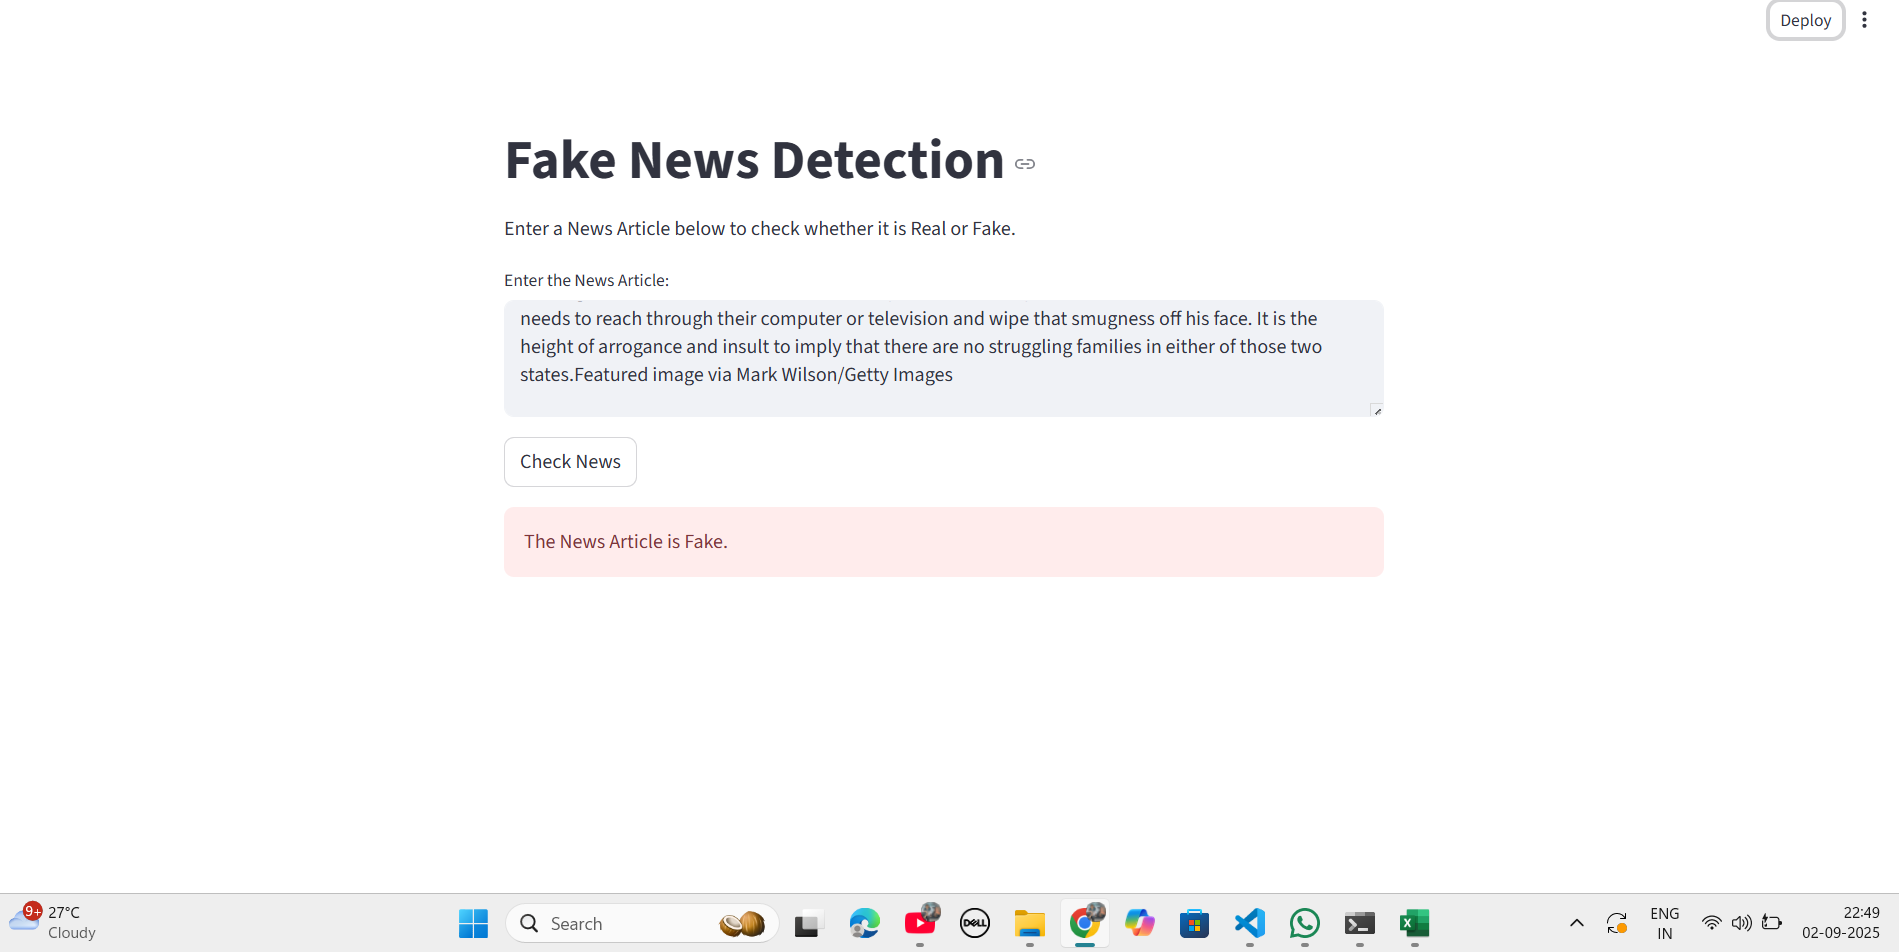 Deploy
Fake News Detection
Enter a News Article below to check whether it is Real or Fake.
Enter the News Article:
needs to reach through their computer or television and wipe that smugness off his face. It is the
height of arrogance and insult to imply that there are no struggling families in either of those two
states.Featured image via Mark Wilson/Getty Images
Check News
The News Article is Fake.
9+
27°C
Cloudy
Search
DELL
ENG
IN
22:49
02-09-2025